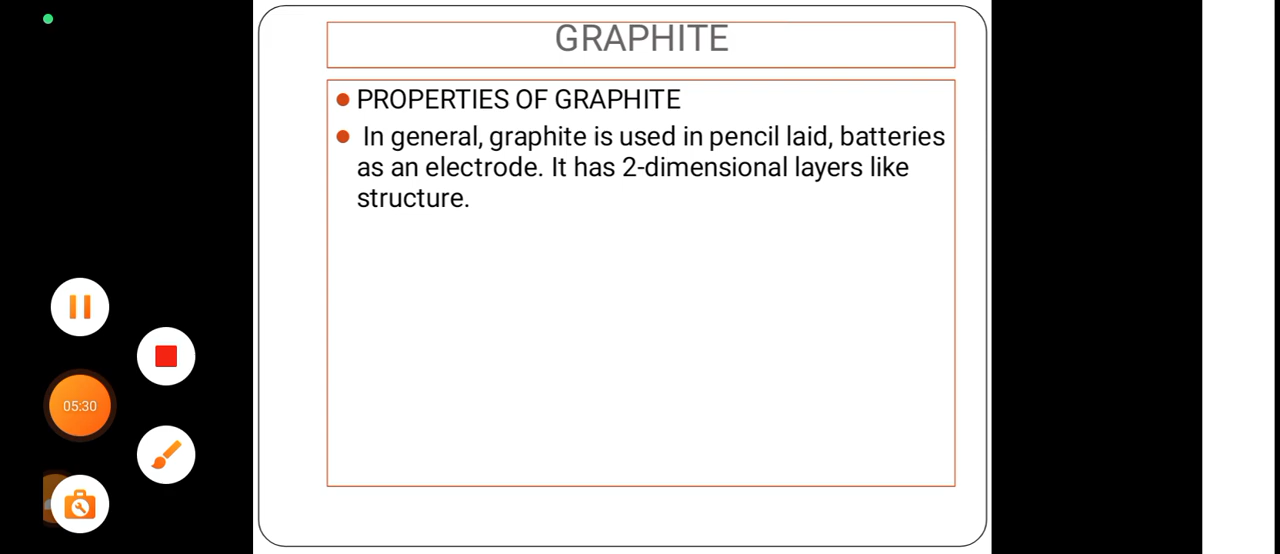 GRAPHITE
PROPERTIES OF GRAPHITE
In general, graphite is used in pencil laid, batteries
as an electrode. It has 2-dimensional layers like
structure.
05:30